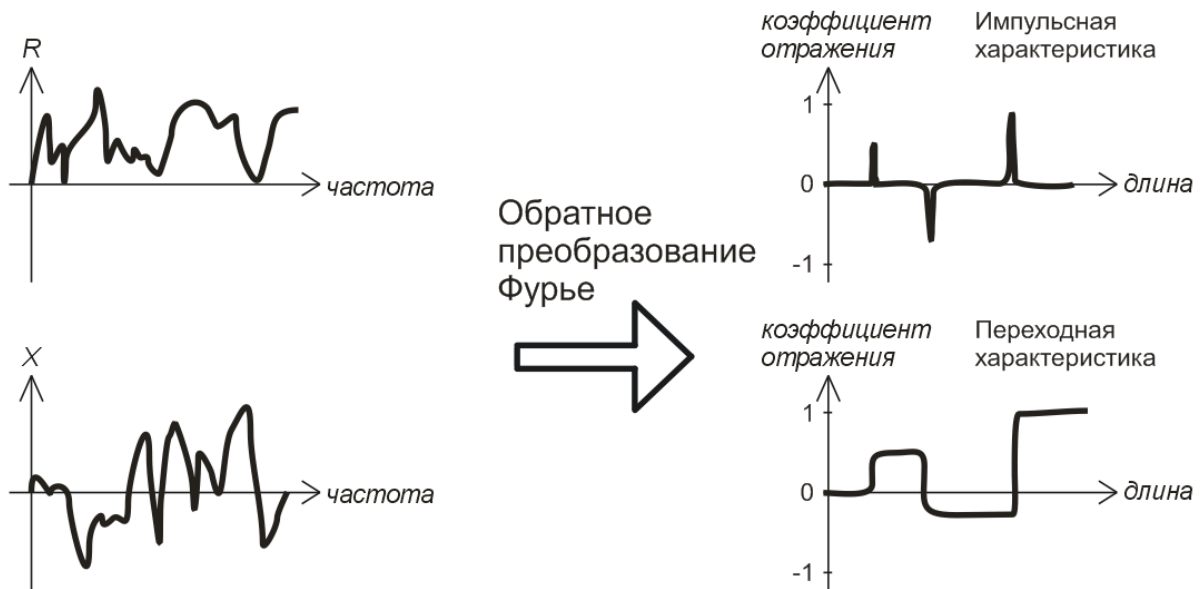 R
частота
X
частота
Обратное
преобразование
Фурье
коэффициент
отражения
Импульсная
характеристика
1
0
-1
длина
коэффициент
отражения
Переходная
характеристика
1
0
-1
длина